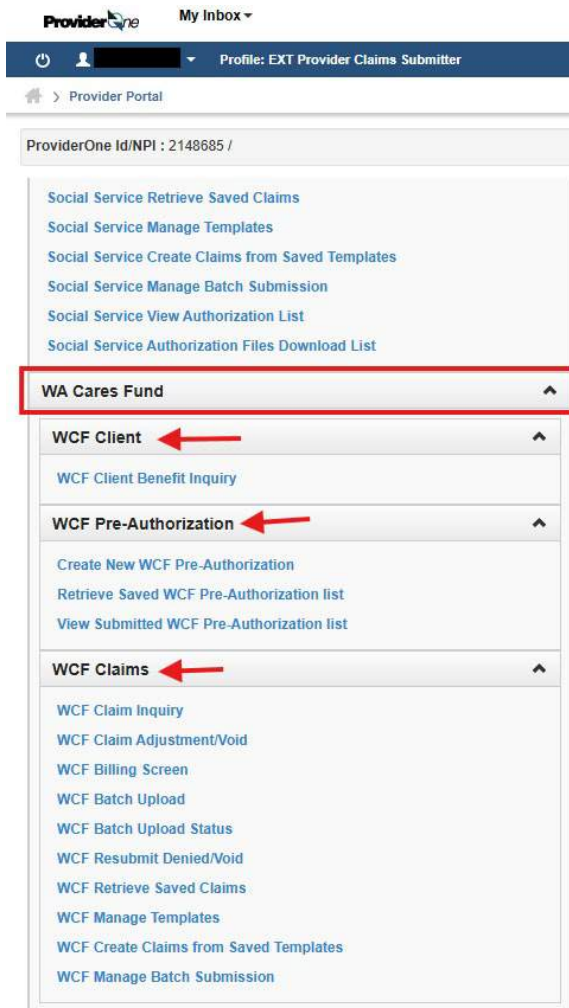 ProviderOne My Inbox
Profile: EXT Provider Claims Submitter
> Provider Portal
ProviderOne Id/NPI : 2148685 /
Social Service Retrieve Saved Claims
Social Service Manage Templates
Social Service Create Claims from Saved Templates
Social Service Manage Batch Submission
Social Service View Authorization List
Social Service Authorization Files Download List
WA Cares Fund
WCF Client
WCF Client Benefit Inquiry
WCF Pre-Authorization
Create New WCF Pre-Authorization
Retrieve Saved WCF Pre-Authorization list
View Submitted WCF Pre-Authorization list
WCF Claims
WCF Claim Inquiry
WCF Claim Adjustment/Void
WCF Billing Screen
WCF Batch Upload
WCF Batch Upload Status
WCF Resubmit Denied/Void
WCF Retrieve Saved Claims
WCF Manage Templates
WCF Create Claims from Saved Templates
WCF Manage Batch Submission